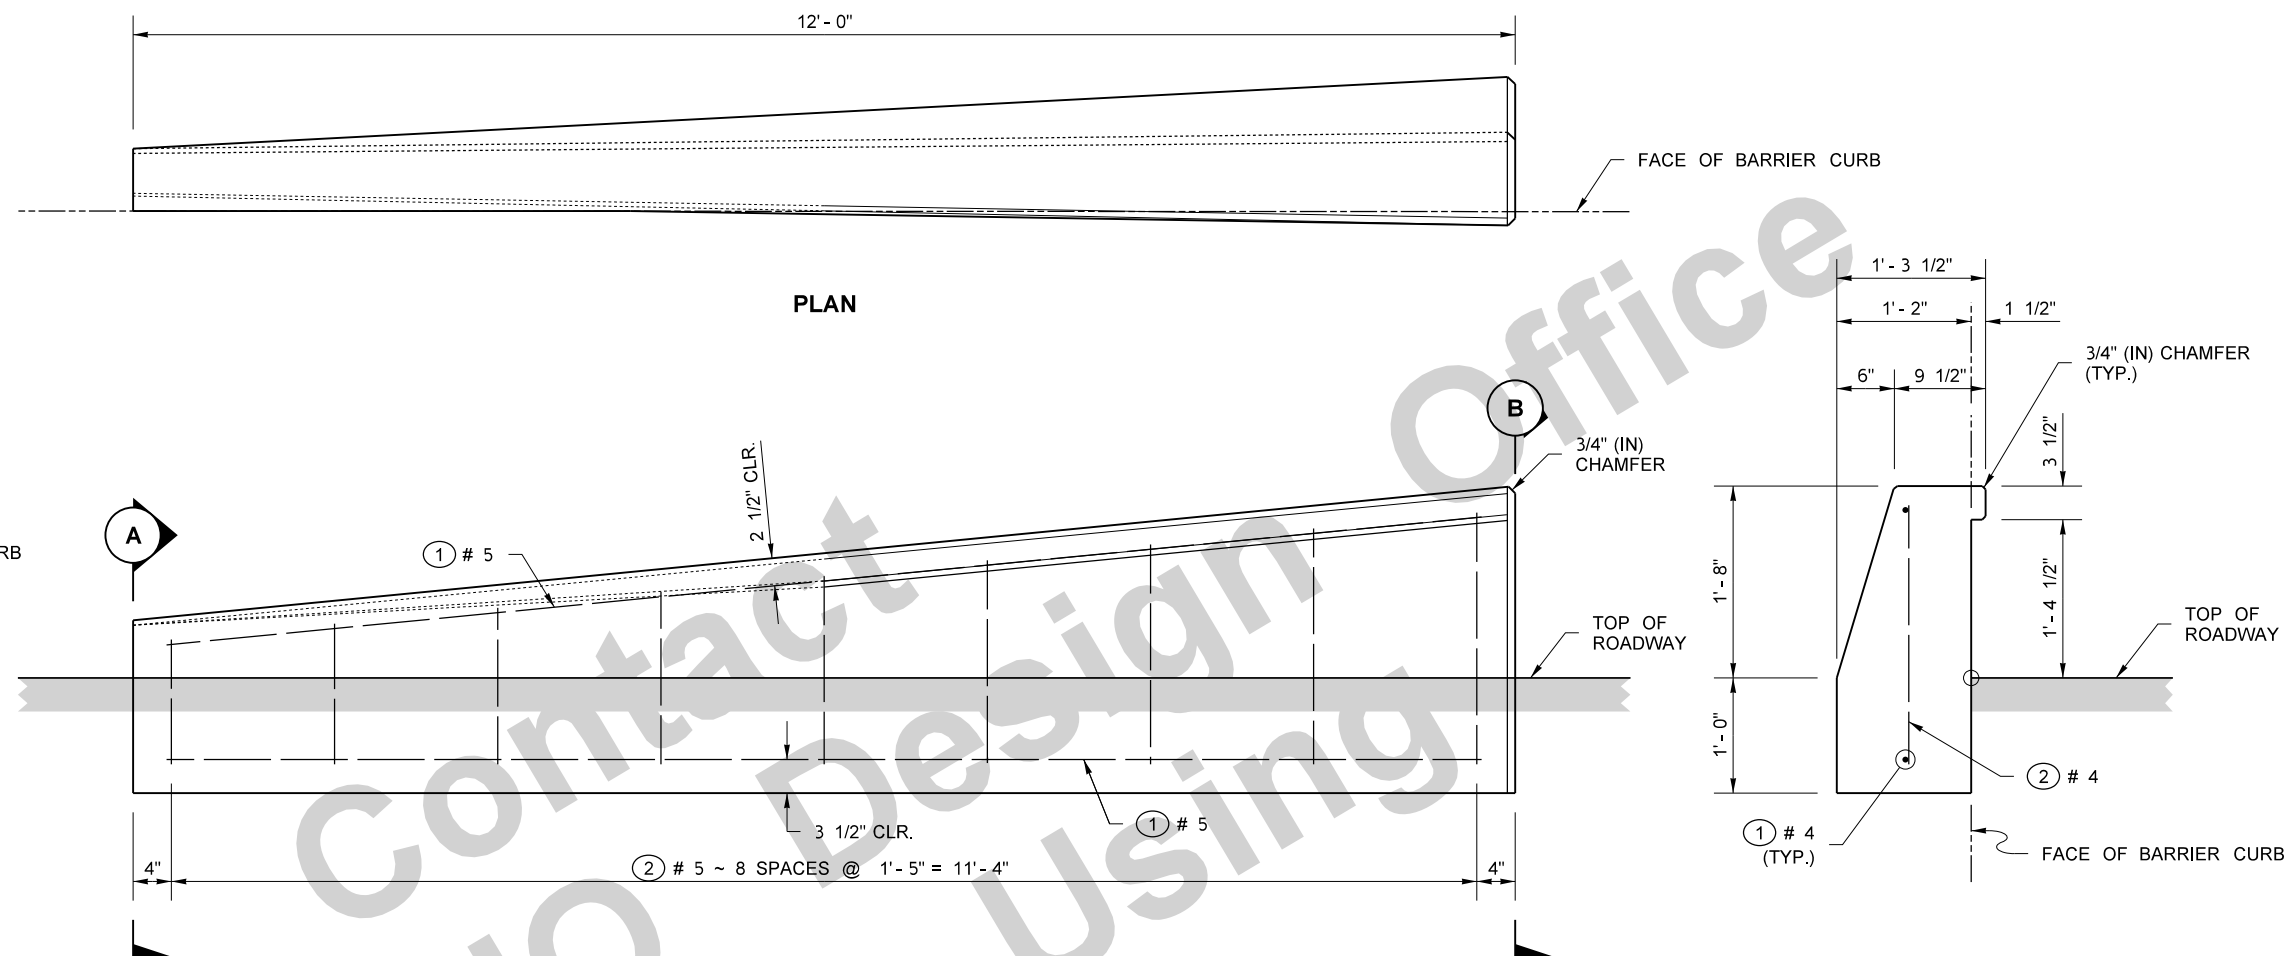 12'- 0"
FACE OF BARRIER CURB
PLAN
1'- 3 1/2"
1'- 2"
1 1/2"
3/4" (IN) CHAMFER
(TYP.)
6"
9 1/2"
B
3/4" (IN)
CHAMFER
2 1/2" CLR.
3 1/2"
A
RB
1 # 5
1'- 8"
1'- 4 1/2"
TOP OF
ROADWAY
TOP OF
ROADWAY
1'- 0"
2 # 4
3 1/2" CLR.
1 # 5
1 # 4
(TYP.)
FACE OF BARRIER CURB
4"
2 # 5 ~ 8 SPACES @ 1'- 5" = 11'- 4"
4"
Contact
Design Office
Using